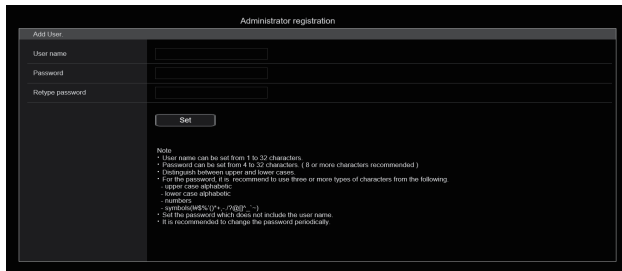 Administrator registration
Add User:
User name
Password
Retype password
Set
Note
* User name can be set from 1 to 32 characters.
* Password can be set from 4 to 32 characters. ( 8 or more characters recommended )
* Distinguish between upper and lower cases.
* For the password, it is recommend to use three or more types of characters from the following.
- upper case alphabetic
- lower case alphabetic
- numbers
* Set the password which does not include the user name.
* It is recommended to change the password periodically.